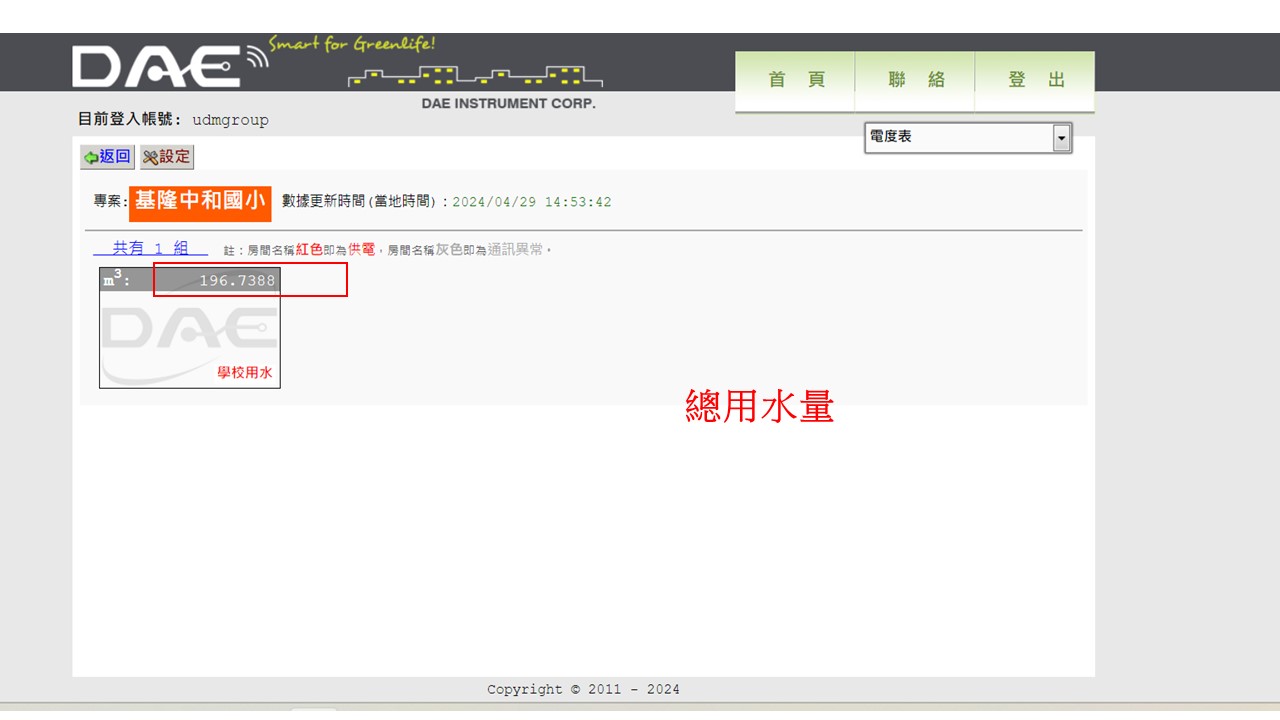 DAE Smart for Greenlife!
DAE INSTRUMENT CORP.
首 頁 聯 絡 登 出
目前登入帳號: udmgroup
電度表
返回 設定
專案: 基隆中和國小 數據更新時間(當地時間):2024/04/29 14:53:42
共有 1 組 註:房間名稱紅色即為供電,房間名稱灰色即為通訊異常。
m³: 196.7388
DAE
學校用水
總用水量
Copyright © 2011 - 2024